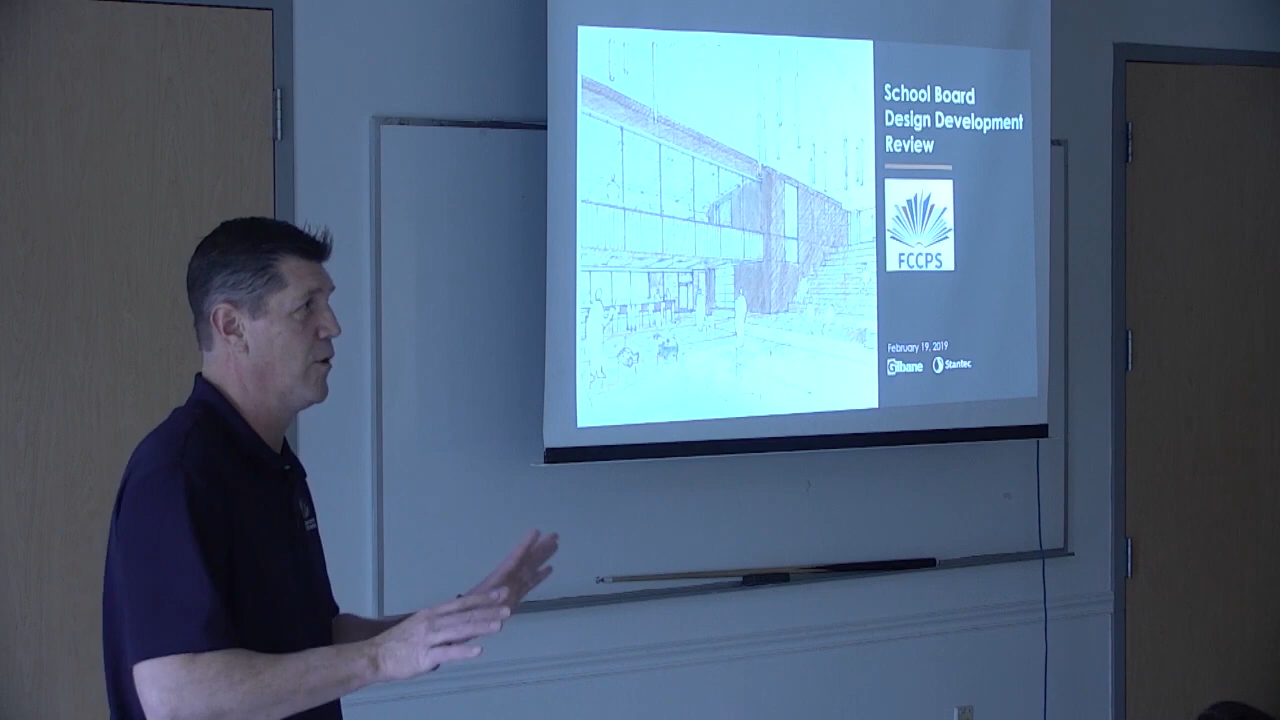 School Board
Design Development
Review
FCCPS
February 19, 2019
Gilbane Stantec